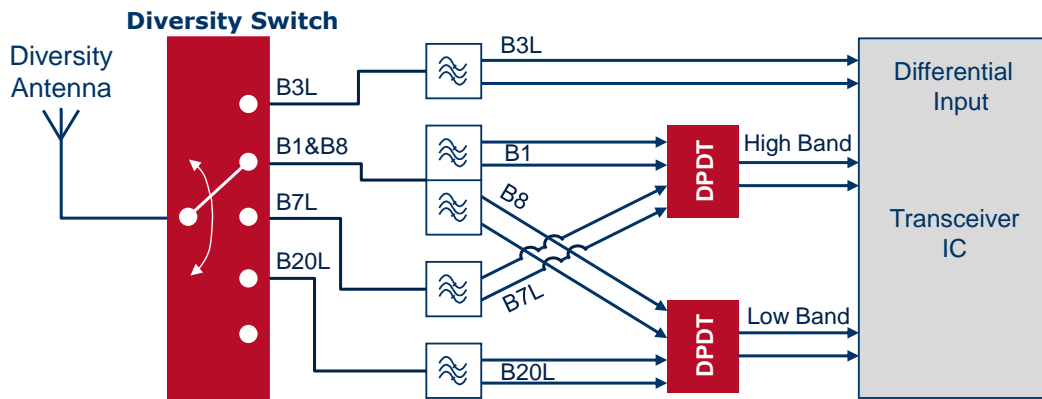 Diversity Switch
Diversity
Antenna
B3L
B1&B8
B7L
B20L
B3L
B1
B8
B7L
B20L
DPDT
DPDT
High Band
Low Band
Differential
Input
Transceiver
IC